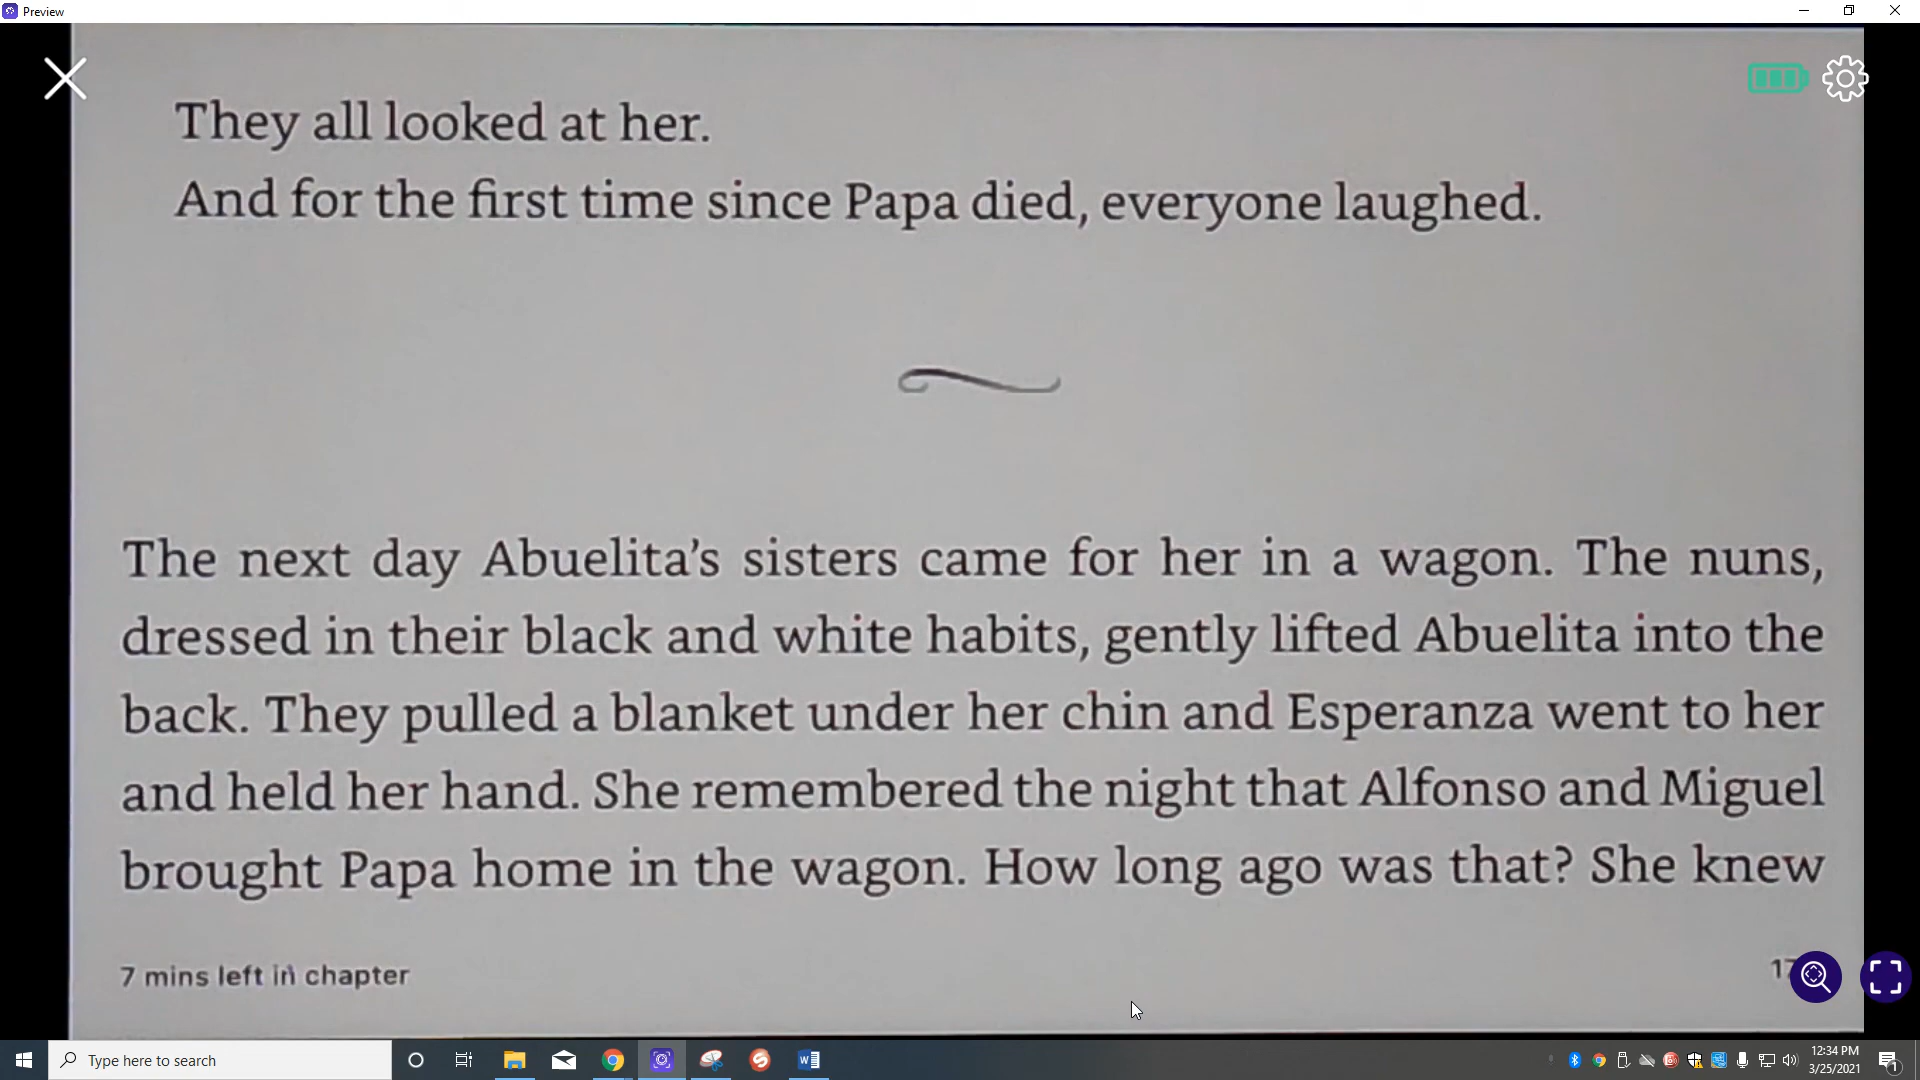 Preview
They all looked at her.
And for the first time since Papa died, everyone laughed.
The next day Abuelita’s sisters came for her in a wagon. The nuns,
dressed in their black and white habits, gently lifted Abuelita into the
back. They pulled a blanket under her chin and Esperanza went to her
and held her hand. She remembered the night that Alfonso and Miguel
brought Papa home in the wagon. How long ago was that? She knew
7 mins left in chapter
Type here to search
12:34 PM
3/25/2021